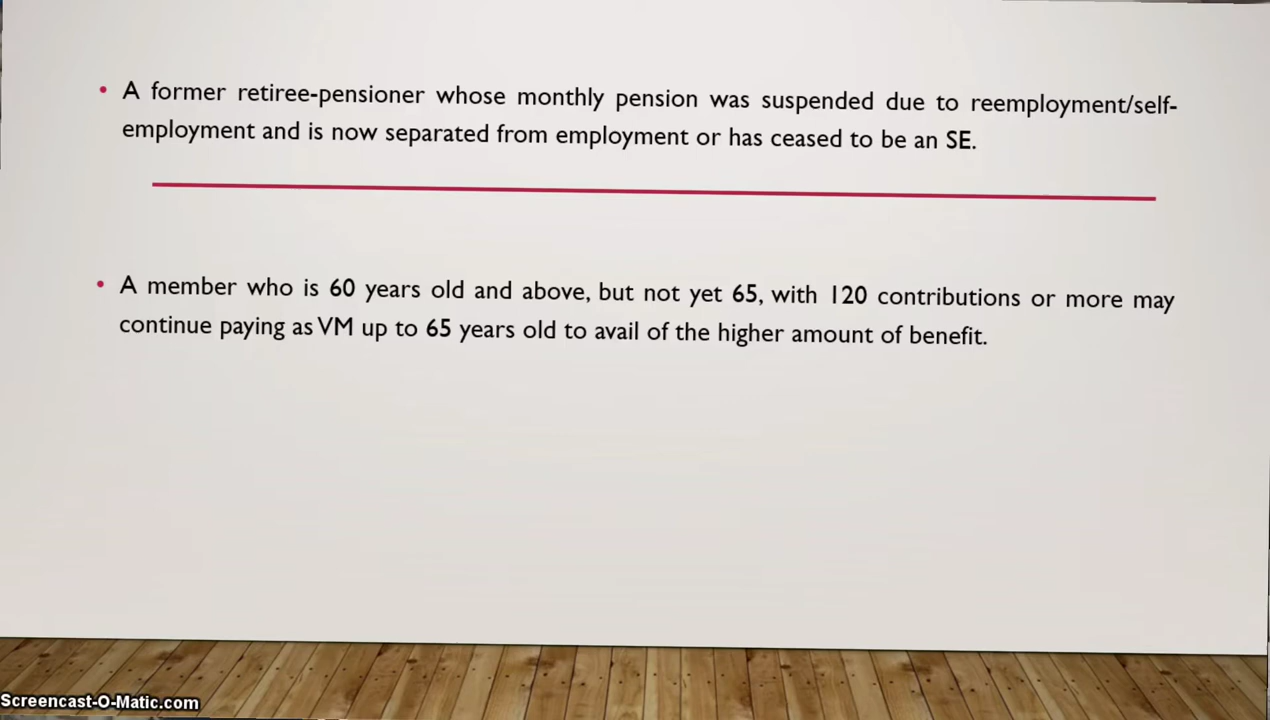 • A former retiree-pensioner whose monthly pension was suspended due to reemployment/self-
employment and is now separated from employment or has ceased to be an SE.
• A member who is 60 years old and above, but not yet 65, with 120 contributions or more may
continue paying as VM up to 65 years old to avail of the higher amount of benefit.
Screencast-O-Matic.com